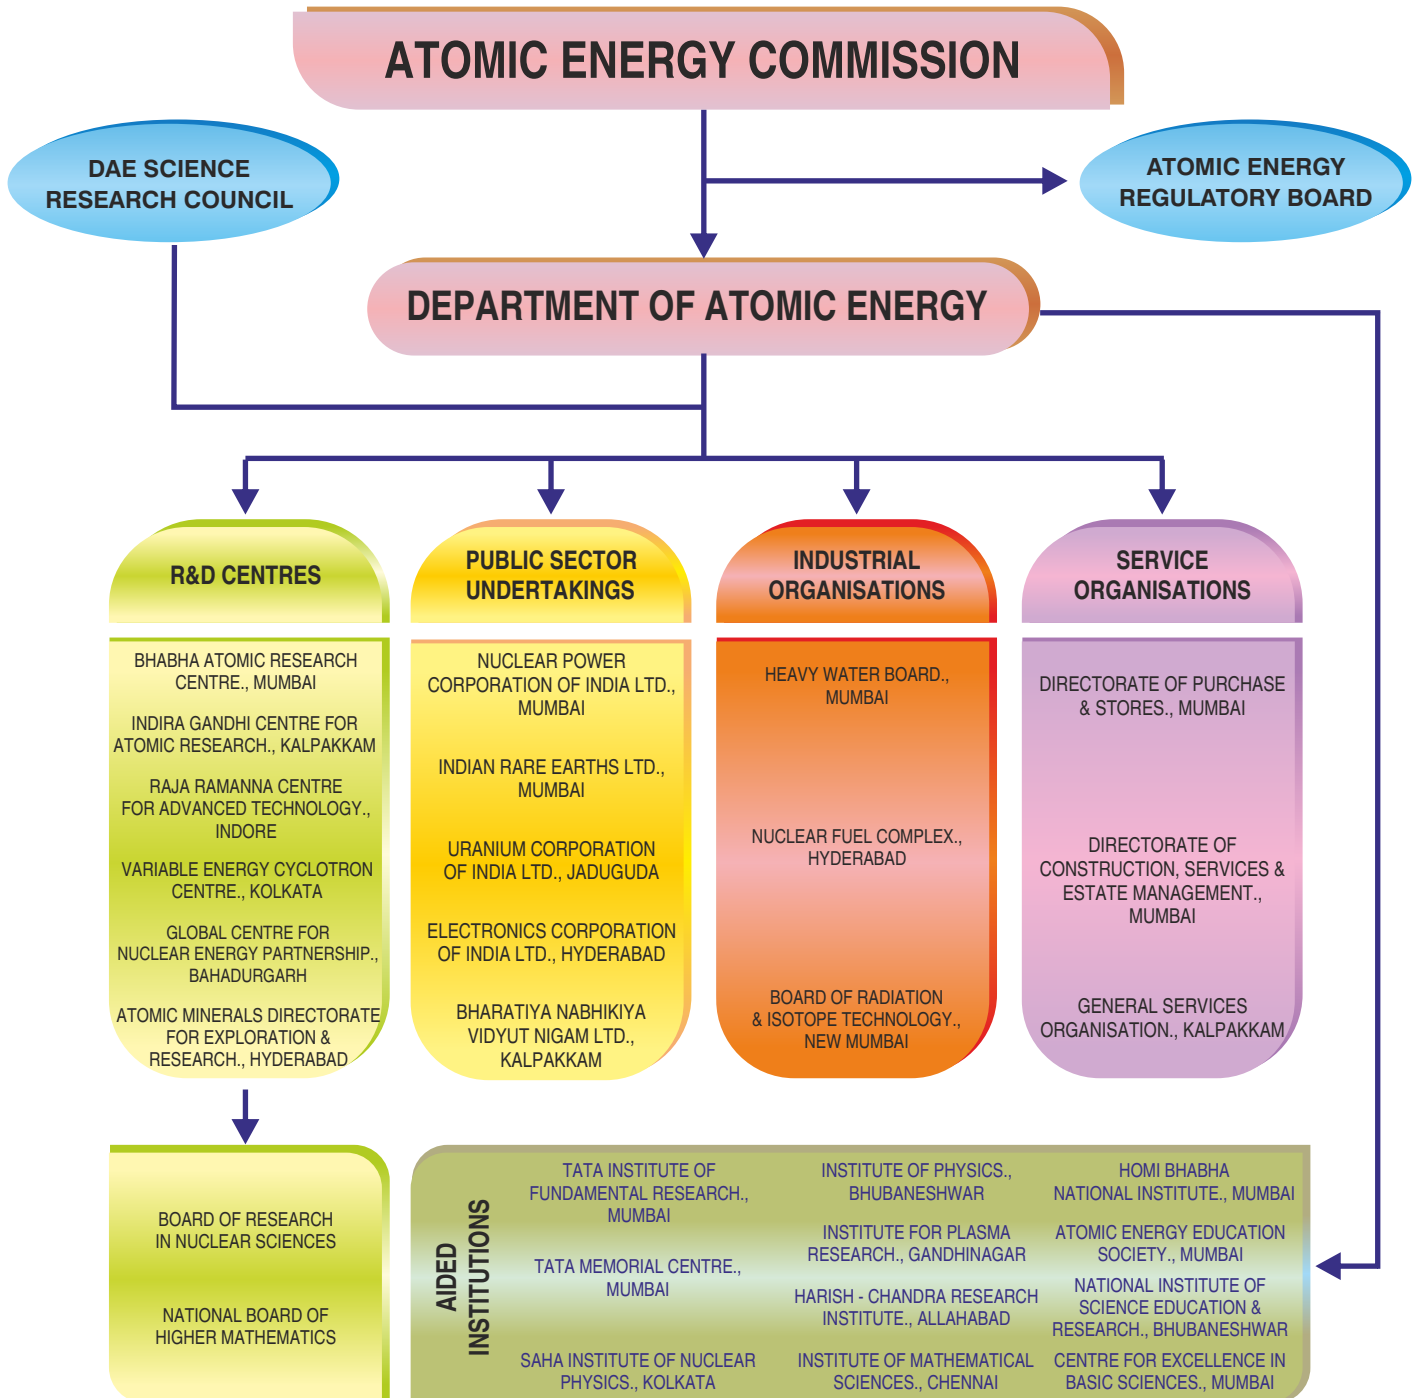 ATOMIC ENERGY COMMISSION
DAE SCIENCE
RESEARCH COUNCIL
ATOMIC ENERGY
REGULATORY BOARD
DEPARTMENT OF ATOMIC ENERGY
R&D CENTRES
BHABHA ATOMIC RESEARCH
CENTRE., MUMBAI
INDIRA GANDHI CENTRE FOR
ATOMIC RESEARCH., KALPAKKAM
RAJA RAMANNA CENTRE
FOR ADVANCED TECHNOLOGY.,
INDORE
VARIABLE ENERGY CYCLOTRON
CENTRE., KOLKATA
GLOBAL CENTRE FOR
NUCLEAR ENERGY PARTNERSHIP.,
BAHADURGARH
ATOMIC MINERALS DIRECTORATE
FOR EXPLORATION &
RESEARCH., HYDERABAD
PUBLIC SECTOR
UNDERTAKINGS
NUCLEAR POWER
CORPORATION OF INDIA LTD.,
MUMBAI
INDIAN RARE EARTHS LTD.,
MUMBAI
URANIUM CORPORATION
OF INDIA LTD., JADUGUDA
ELECTRONICS CORPORATION
OF INDIA LTD., HYDERABAD
BHARATIYA NABHIKIYA
VIDYUT NIGAM LTD.,
KALPAKKAM
INDUSTRIAL
ORGANISATIONS
HEAVY WATER BOARD.,
MUMBAI
NUCLEAR FUEL COMPLEX.,
HYDERABAD
BOARD OF RADIATION
& ISOTOPE TECHNOLOGY.,
NEW MUMBAI
SERVICE
ORGANISATIONS
DIRECTORATE OF PURCHASE
& STORES., MUMBAI
DIRECTORATE OF
CONSTRUCTION, SERVICES &
ESTATE MANAGEMENT.,
MUMBAI
GENERAL SERVICES
ORGANISATION., KALPAKKAM
BOARD OF RESEARCH
IN NUCLEAR SCIENCES
NATIONAL BOARD OF
HIGHER MATHEMATICS
AIDED
INSTITUTIONS
TATA INSTITUTE OF
FUNDAMENTAL RESEARCH.,
MUMBAI
TATA MEMORIAL CENTRE.,
MUMBAI
SAHA INSTITUTE OF NUCLEAR
PHYSICS., KOLKATA
INSTITUTE OF PHYSICS.,
BHUBANESHWAR
INSTITUTE FOR PLASMA
RESEARCH., GANDHINAGAR
HARISH - CHANDRA RESEARCH
INSTITUTE., ALLAHABAD
INSTITUTE OF MATHEMATICAL
SCIENCES., CHENNAI
HOMI BHABHA
NATIONAL INSTITUTE., MUMBAI
ATOMIC ENERGY EDUCATION
SOCIETY., MUMBAI
NATIONAL INSTITUTE OF
SCIENCE EDUCATION &
RESEARCH., BHUBANESHWAR
CENTRE FOR EXCELLENCE IN
BASIC SCIENCES., MUMBAI